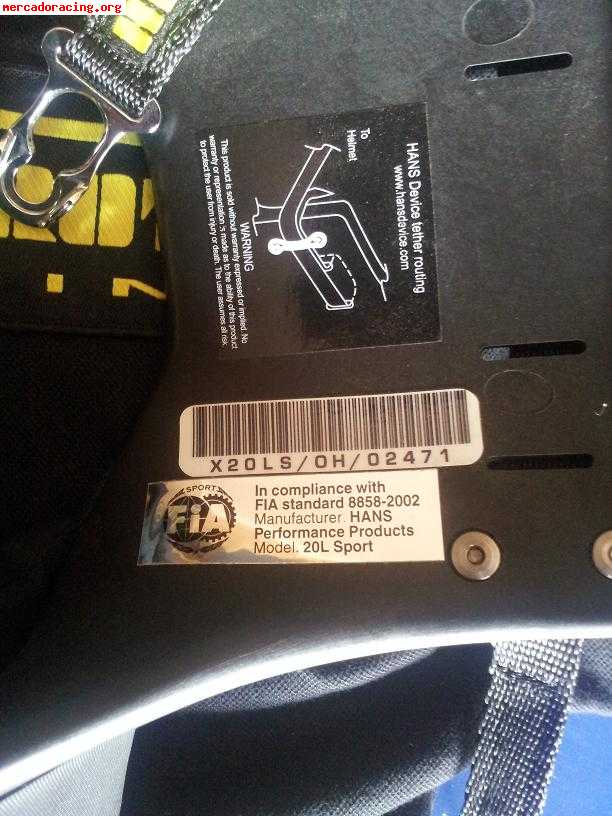 mercadoracing.org
HANS Device tether routing
www.hansdevice.com
To
Helmet
WARNING
This product is sold without warranty expressed or implied. No
warranty or representation is made as to the ability of this product
to protect the user from injury or death. The user assumes all risk.
X20LS/OH/02471
SPORT
FiA
In compliance with
FIA standard 8858-2002
Manufacturer. HANS
Performance Products
Model. 20L Sport